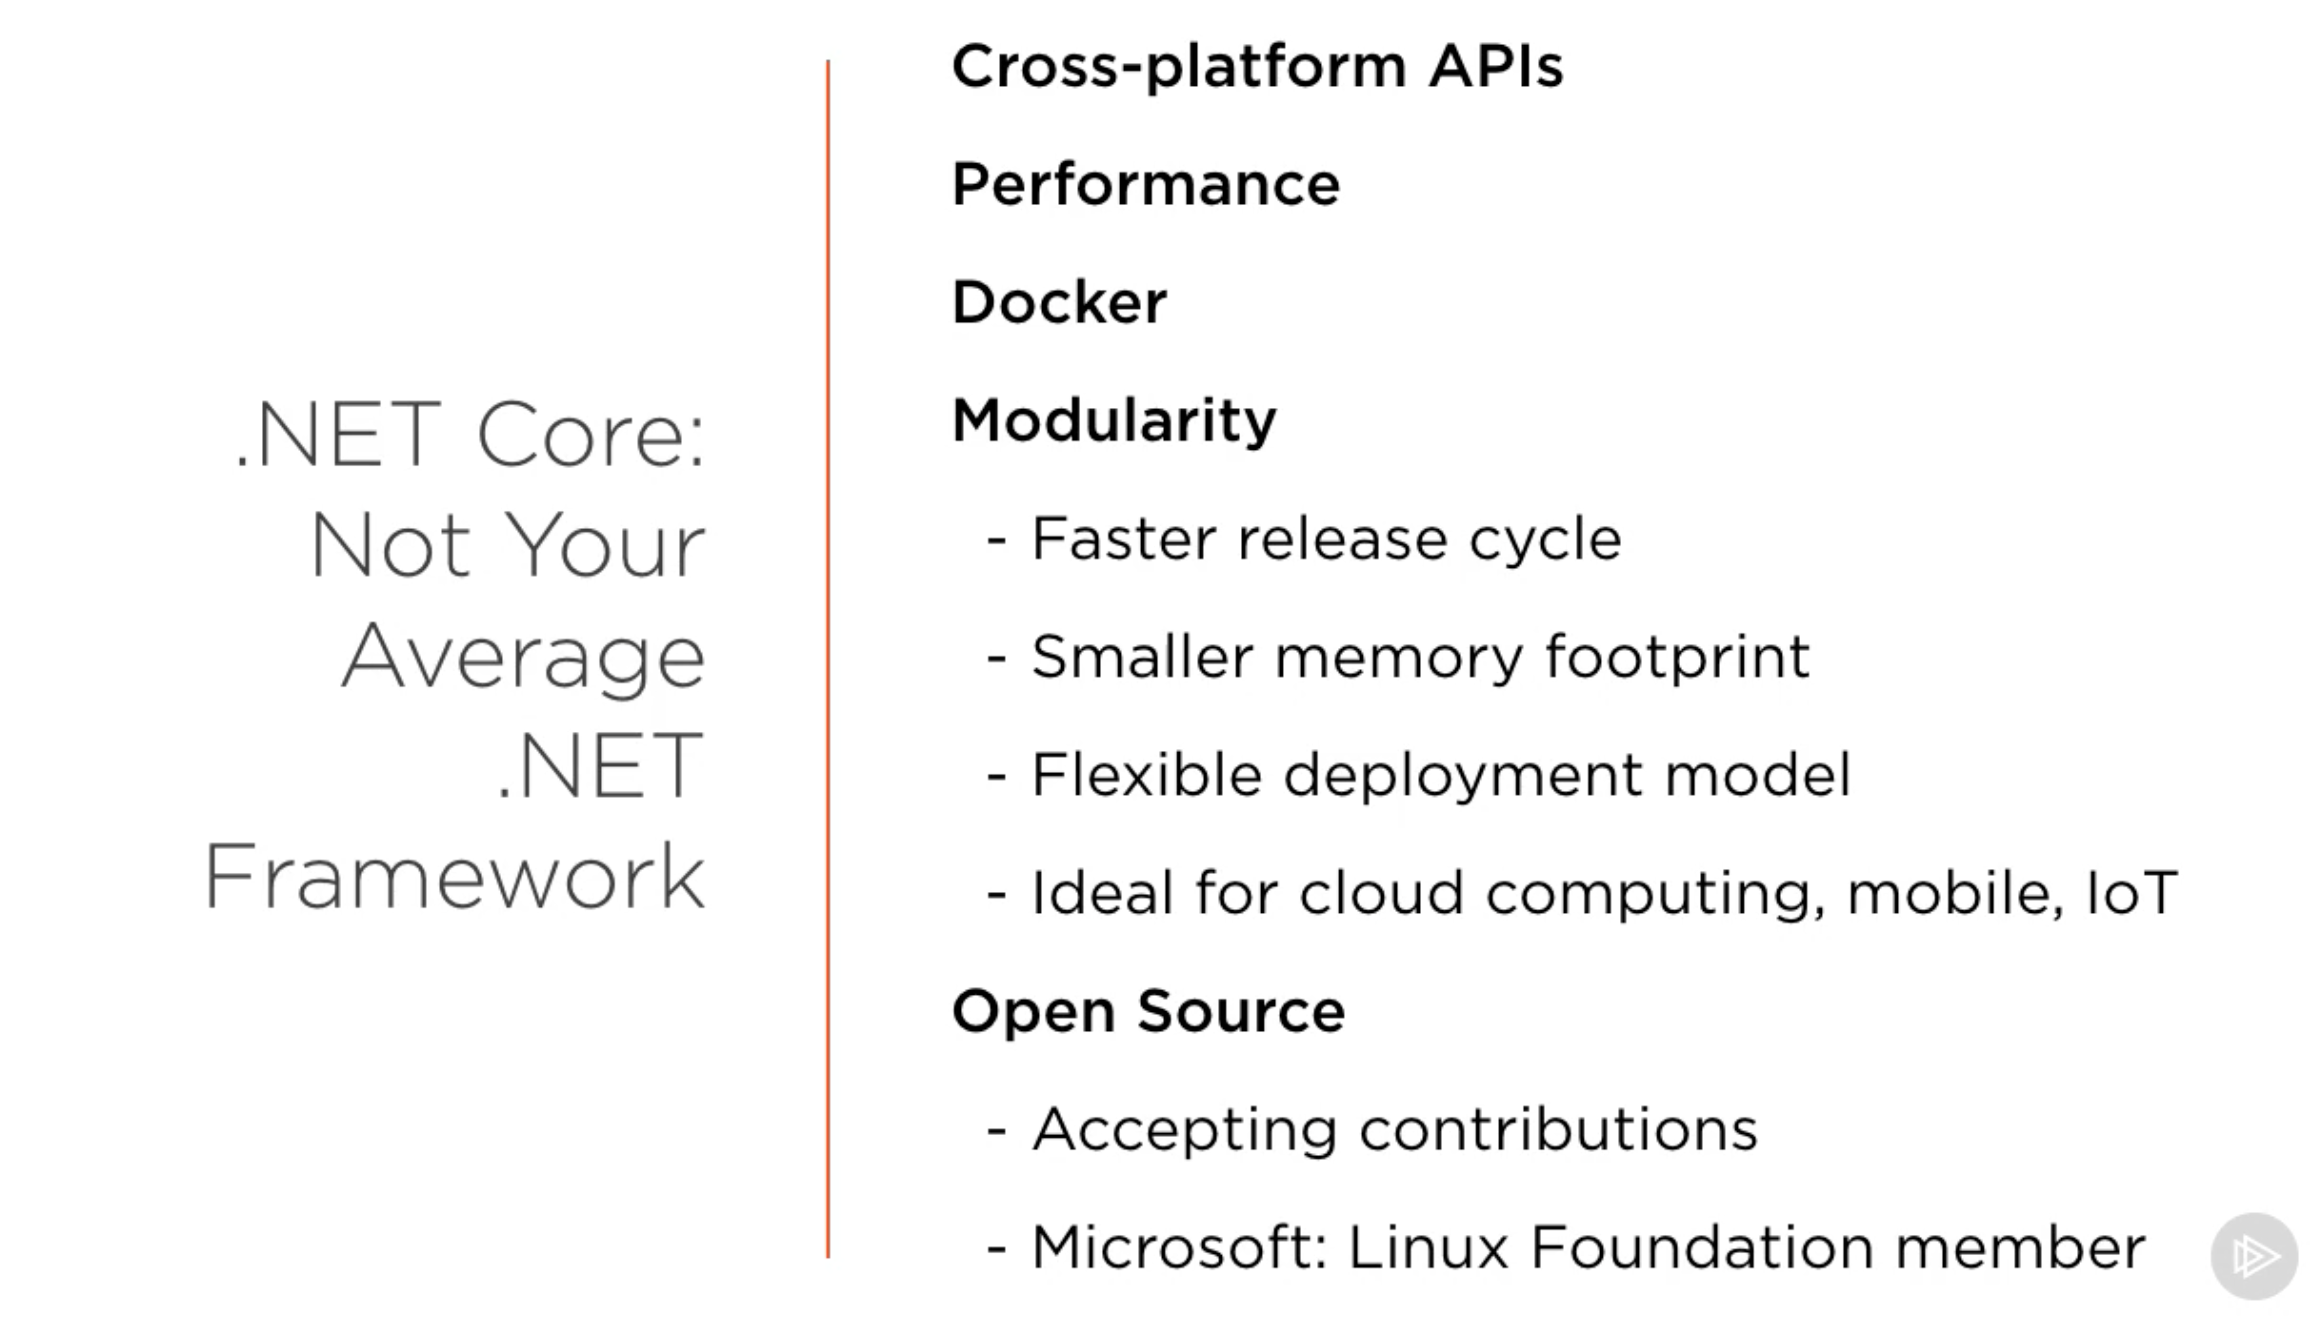 .NET Core:
Not Your
Average
.NET
Framework
Cross-platform APIs
Performance
Docker
Modularity
- Faster release cycle
- Smaller memory footprint
- Flexible deployment model
- Ideal for cloud computing, mobile, IoT
Open Source
- Accepting contributions
- Microsoft: Linux Foundation member